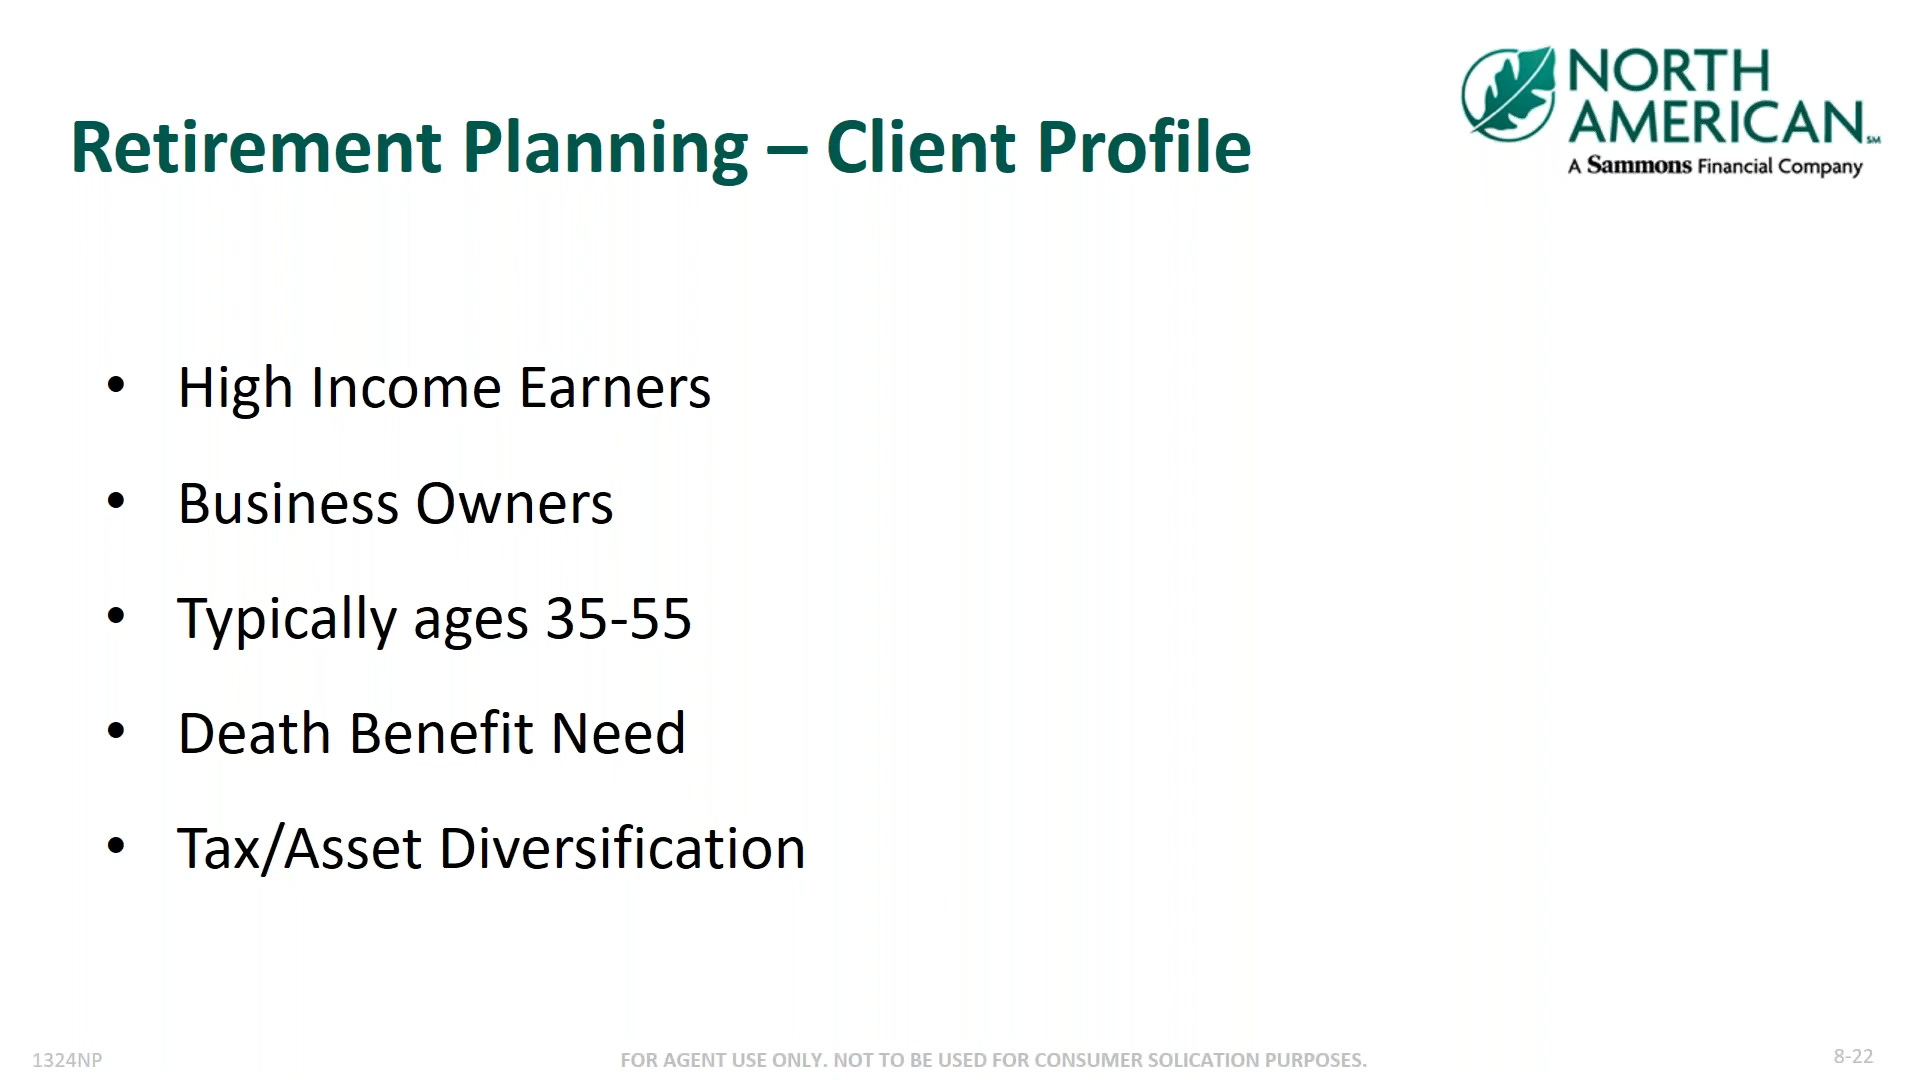 NORTH
AMERICAN℠
A Sammons Financial Company
Retirement Planning – Client Profile
• High Income Earners
• Business Owners
• Typically ages 35-55
• Death Benefit Need
• Tax/Asset Diversification
1324NP
FOR AGENT USE ONLY. NOT TO BE USED FOR CONSUMER SOLICATION PURPOSES.
8-22